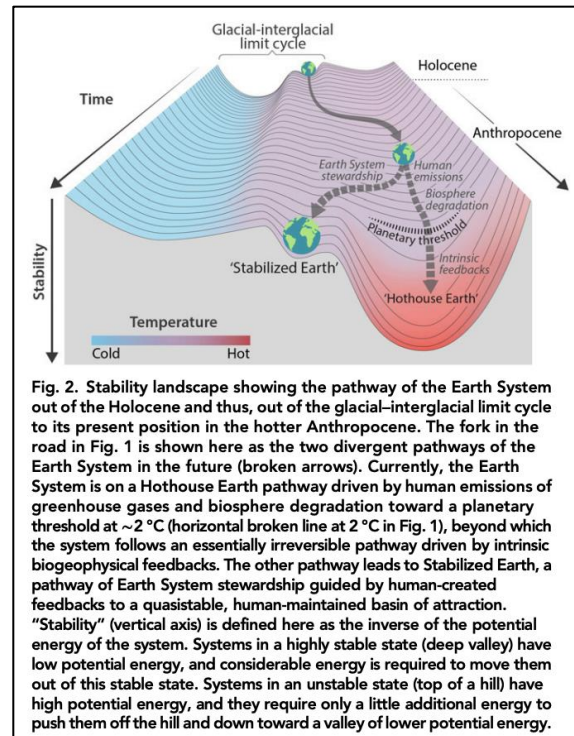 Glacial-interglacial
limit cycle
Holocene
Time
Anthropocene
Earth System
stewardship
Human
emissions
Biosphere
degradation
Planetary threshold
Stability
'Stabilized Earth'
Intrinsic
feedbacks
'Hothouse Earth'
Temperature
Cold
Hot
Fig. 2. Stability landscape showing the pathway of the Earth System
out of the Holocene and thus, out of the glacial–interglacial limit cycle
to its present position in the hotter Anthropocene. The fork in the
road in Fig. 1 is shown here as the two divergent pathways of the
Earth System in the future (broken arrows). Currently, the Earth
System is on a Hothouse Earth pathway driven by human emissions of
greenhouse gases and biosphere degradation toward a planetary
threshold at ~2 °C (horizontal broken line at 2 °C in Fig. 1), beyond which
the system follows an essentially irreversible pathway driven by intrinsic
biogeophysical feedbacks. The other pathway leads to Stabilized Earth, a
pathway of Earth System stewardship guided by human-created
feedbacks to a quasistable, human-maintained basin of attraction.
"Stability" (vertical axis) is defined here as the inverse of the potential
energy of the system. Systems in a highly stable state (deep valley) have
low potential energy, and considerable energy is required to move them
out of this stable state. Systems in an unstable state (top of a hill) have
high potential energy, and they require only a little additional energy to
push them off the hill and down toward a valley of lower potential energy.